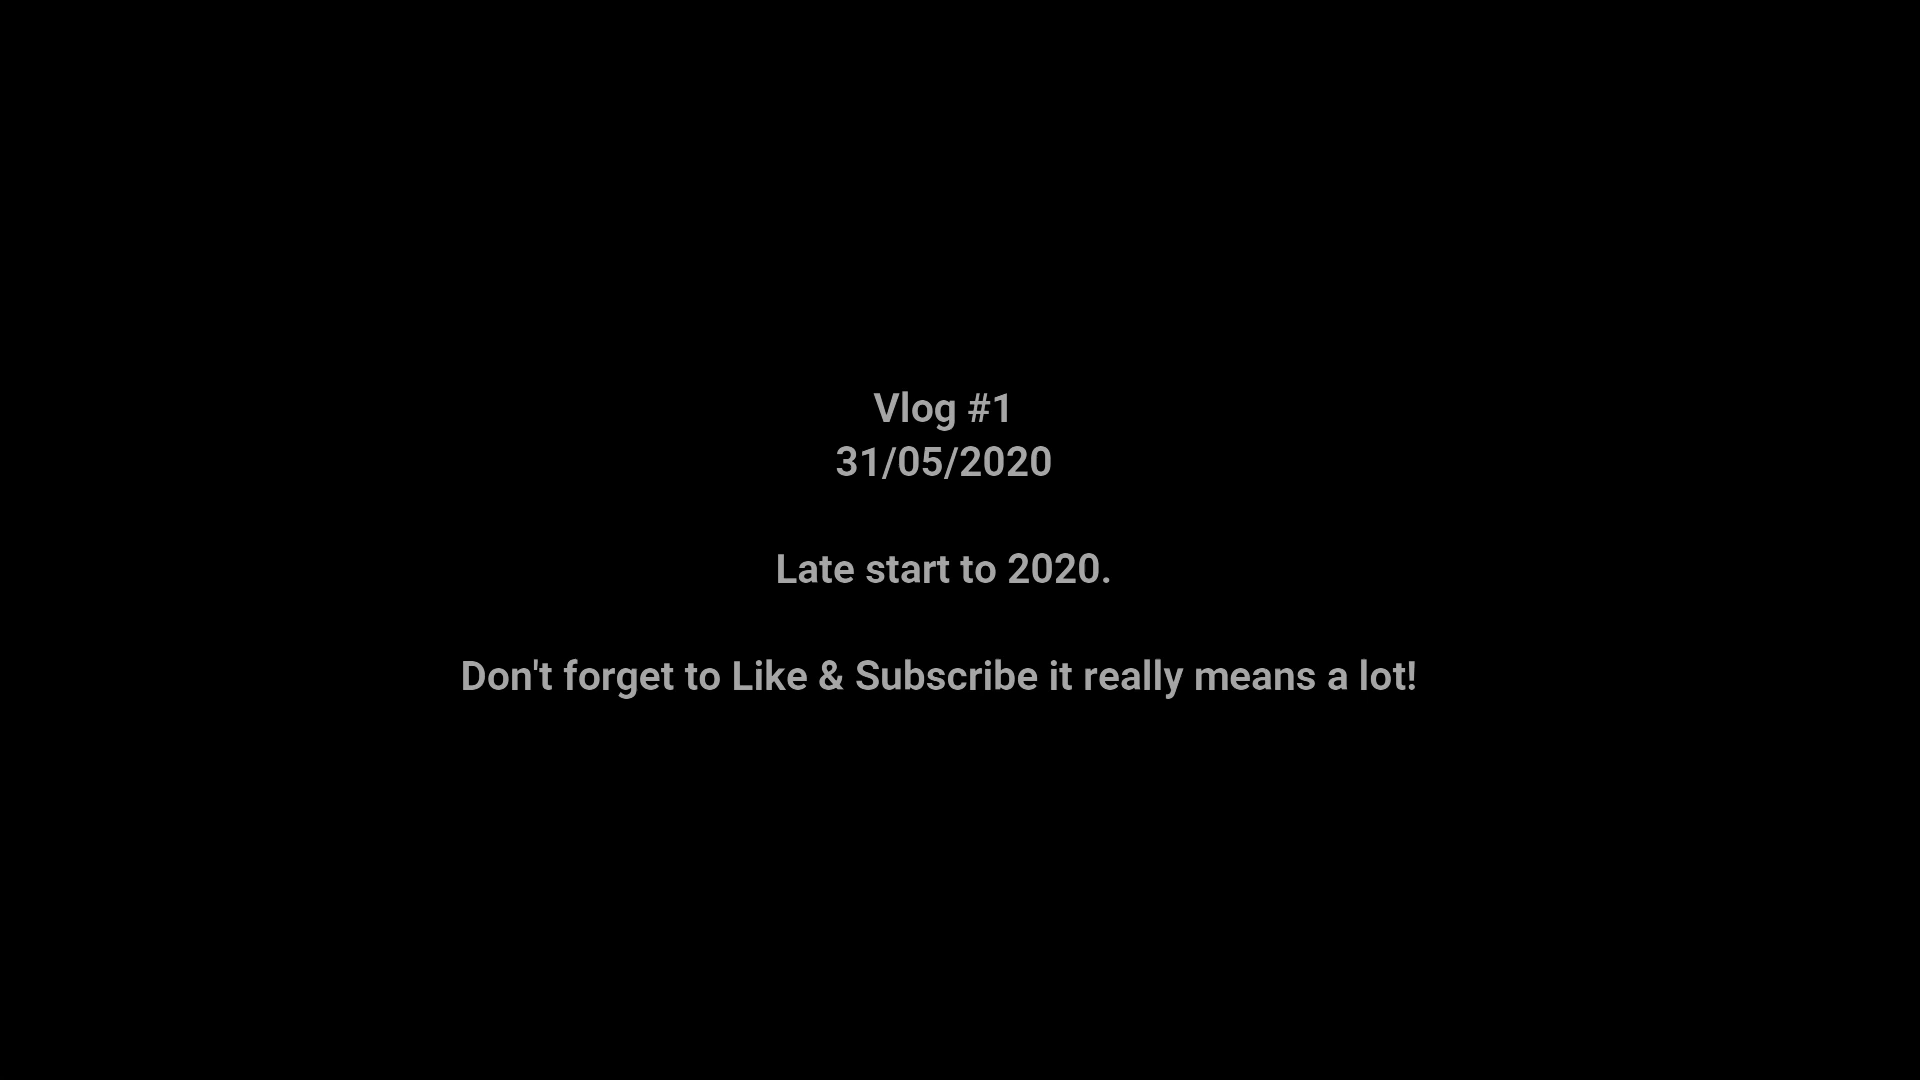 Vlog #1
31/05/2020
Late start to 2020.
Don't forget to Like & Subscribe it really means a lot!